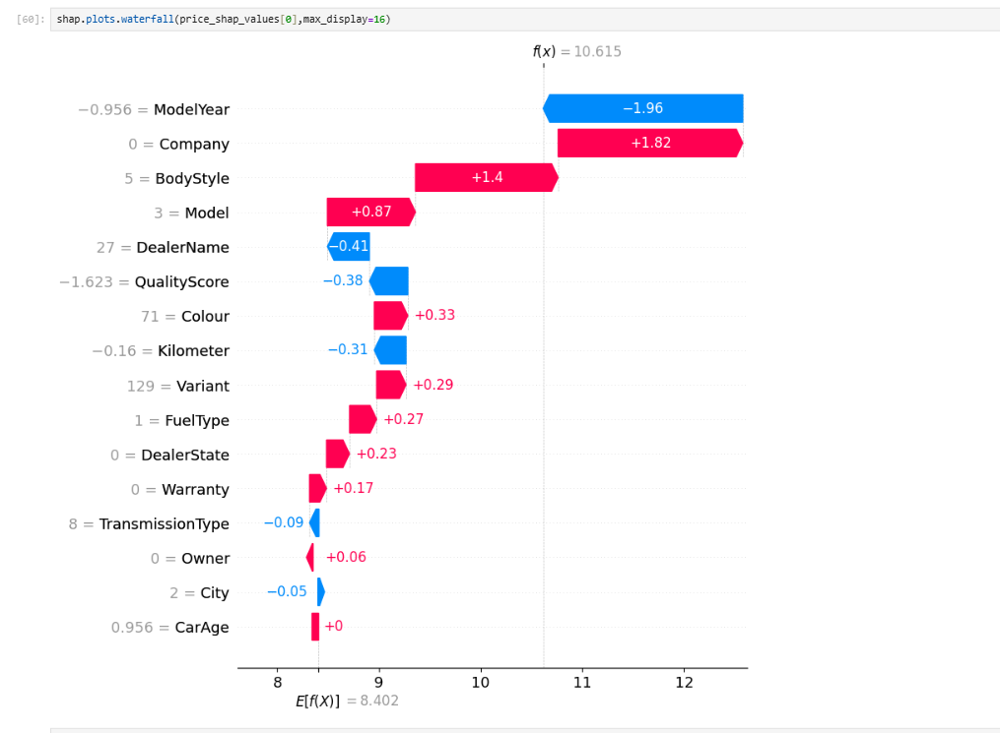 [60]: shap.plots.waterfall(price_shap_values[0],max_display=16)
f(x) = 10.615
−0.956 = ModelYear −1.96
0 = Company +1.82
5 = BodyStyle +1.4
3 = Model +0.87
27 = DealerName −0.41
−1.623 = QualityScore −0.38
71 = Colour +0.33
−0.16 = Kilometer −0.31
129 = Variant +0.29
1 = FuelType +0.27
0 = DealerState +0.23
0 = Warranty +0.17
8 = TransmissionType −0.09
0 = Owner +0.06
2 = City −0.05
0.956 = CarAge +0
8 9 10 11 12
E[f(X)] = 8.402